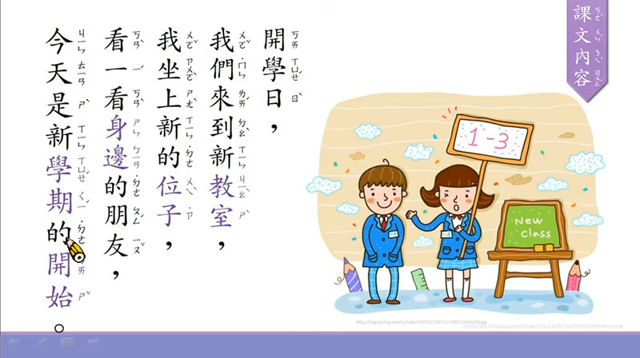 課文內容
開學日，
我們來到新教室，
我坐上新的位子，
看一看身邊的朋友，
今天是新學期的開始。
1-3
New
Class